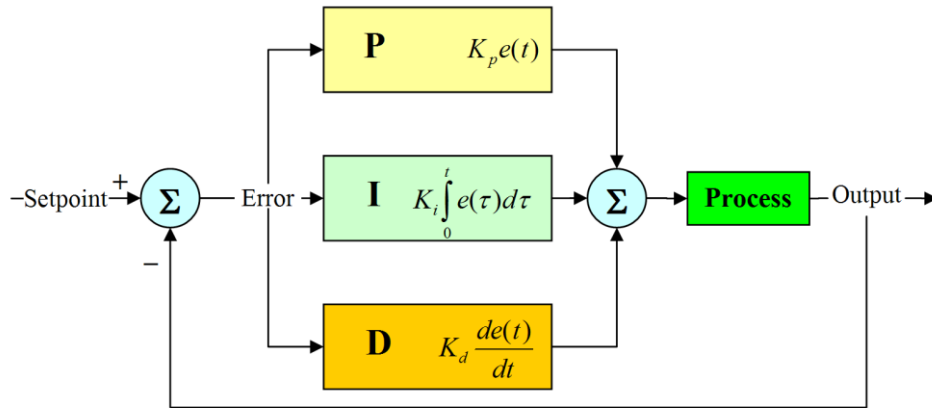 P K_p e(t)
–Setpoint + Σ – Error
I K_i ∫_0^t e(τ)dτ
Σ Process Output
D K_d de(t)/dt